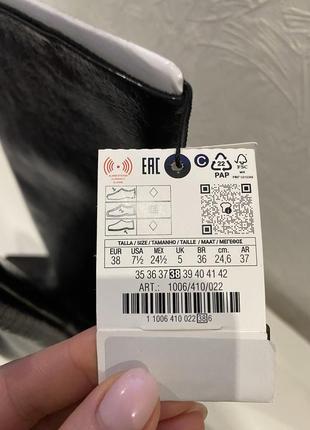 EAC
C
22
PAP
FSC
MIX
TALLA / SIZE / TAMANHO / TAILLE / MAAT / ΜΕΓΕΘΟΣ
EUR USA MEX UK BR cm. AR
38 7½ 24½ 5 36 24,6 37
35 36 37 38 39 40 41 42
ART.: 1006/410/022
1 1006 410 022 38 6